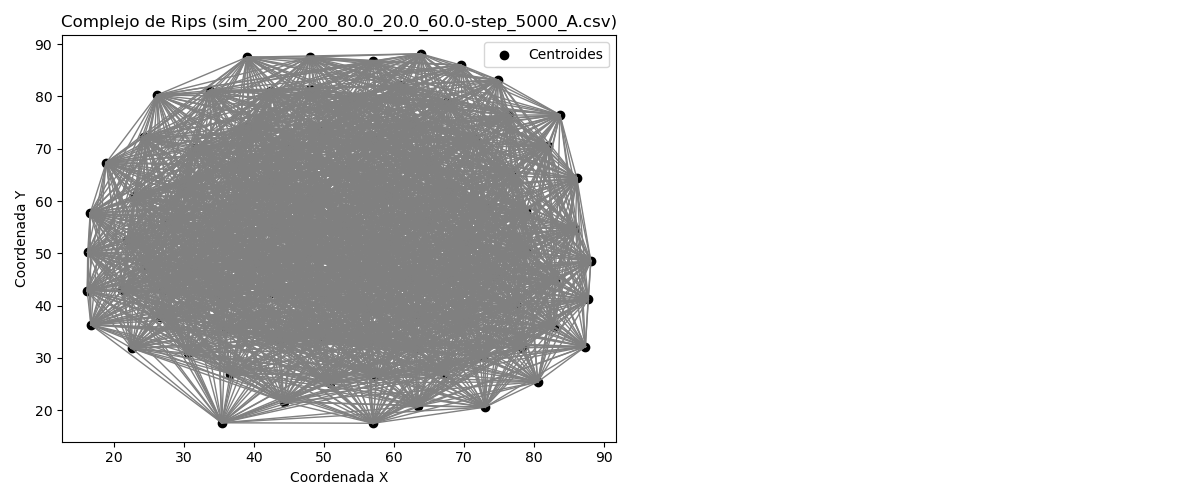 Complejo de Rips (sim_200_200_80.0_20.0_60.0-step_5000_A.csv)
Centroides
Coordenada Y
90
80
70
60
50
40
30
20
20 30 40 50 60 70 80 90
Coordenada X